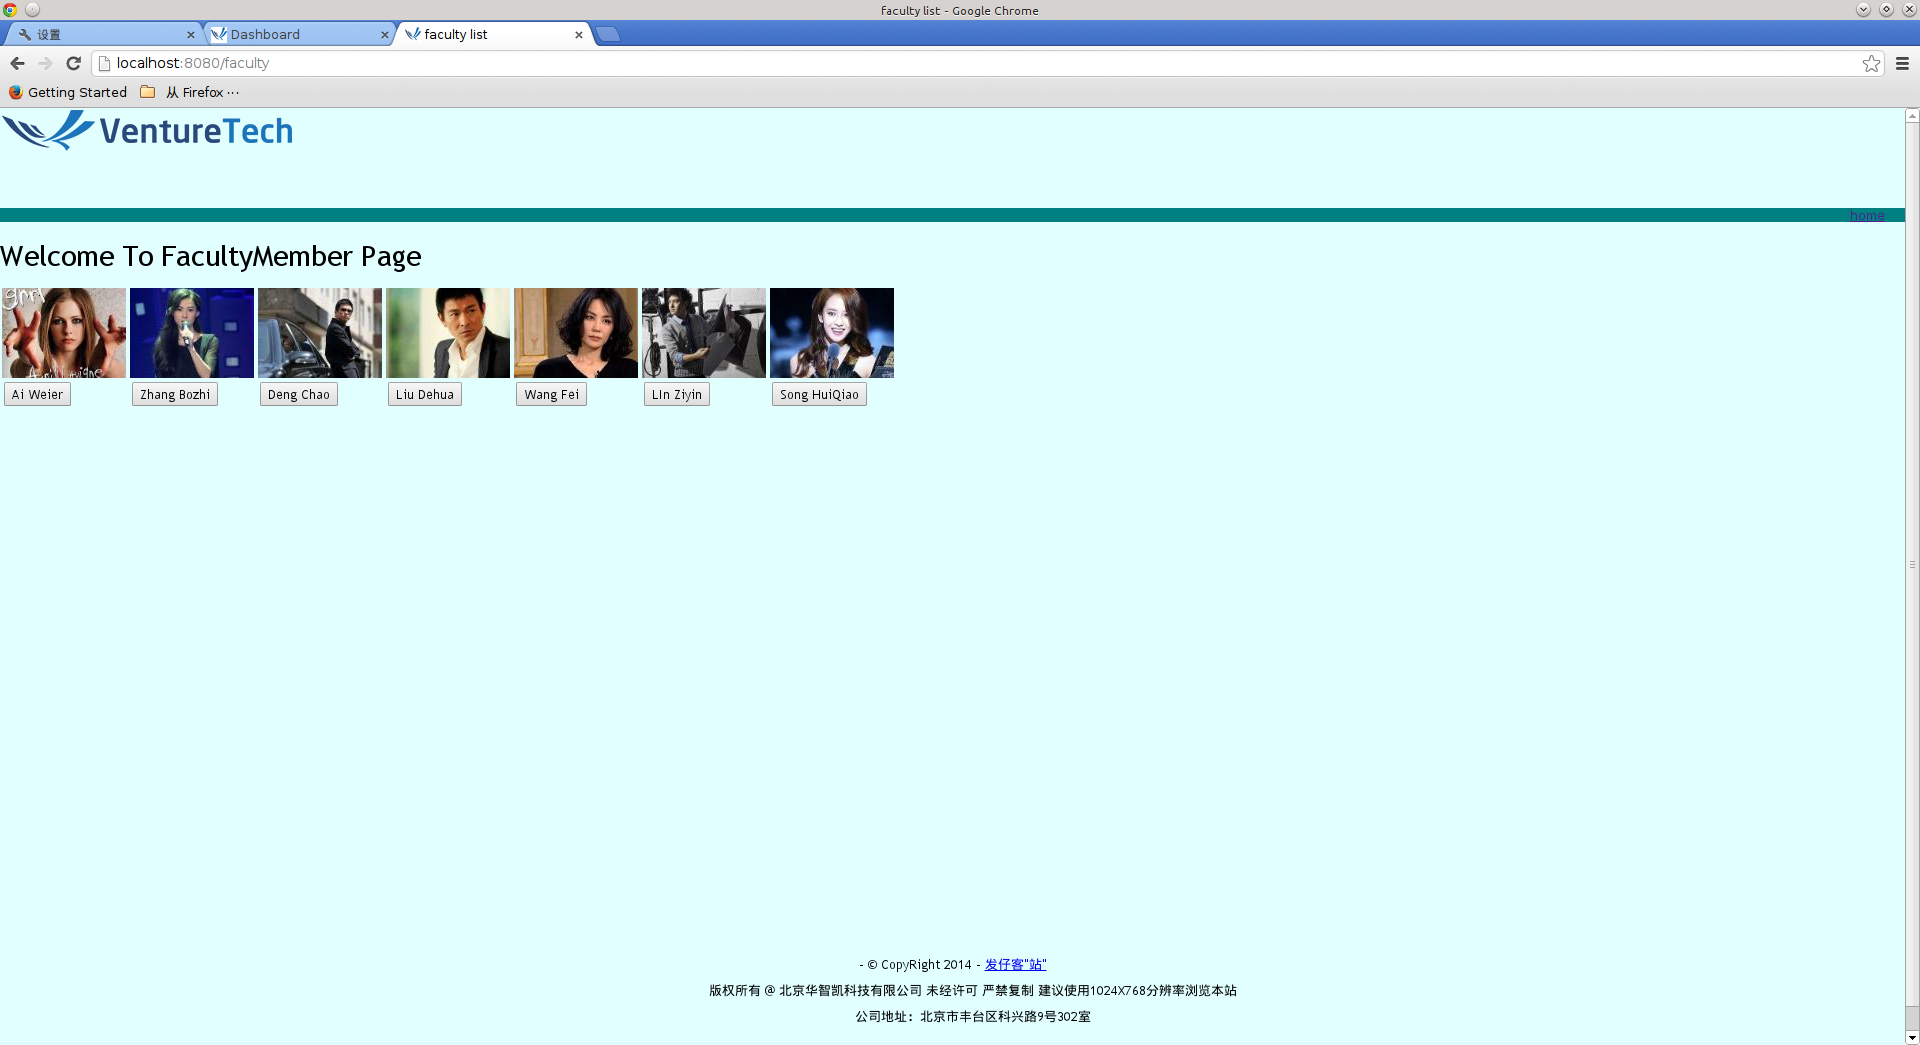 faculty list - Google Chrome
设置
Dashboard
faculty list
localhost:8080/faculty
Getting Started
从 Firefox ⋯
VentureTech
home
Welcome To FacultyMember Page
Ai Weier
Zhang Bozhi
Deng Chao
Liu Dehua
Wang Fei
LIn Ziyin
Song HuiQiao
- © CopyRight 2014 - 发仔客"站"
版权所有 @ 北京华智凯科技有限公司 未经许可 严禁复制 建议使用1024X768分辨率浏览本站
公司地址：北京市丰台区科兴路9号302室